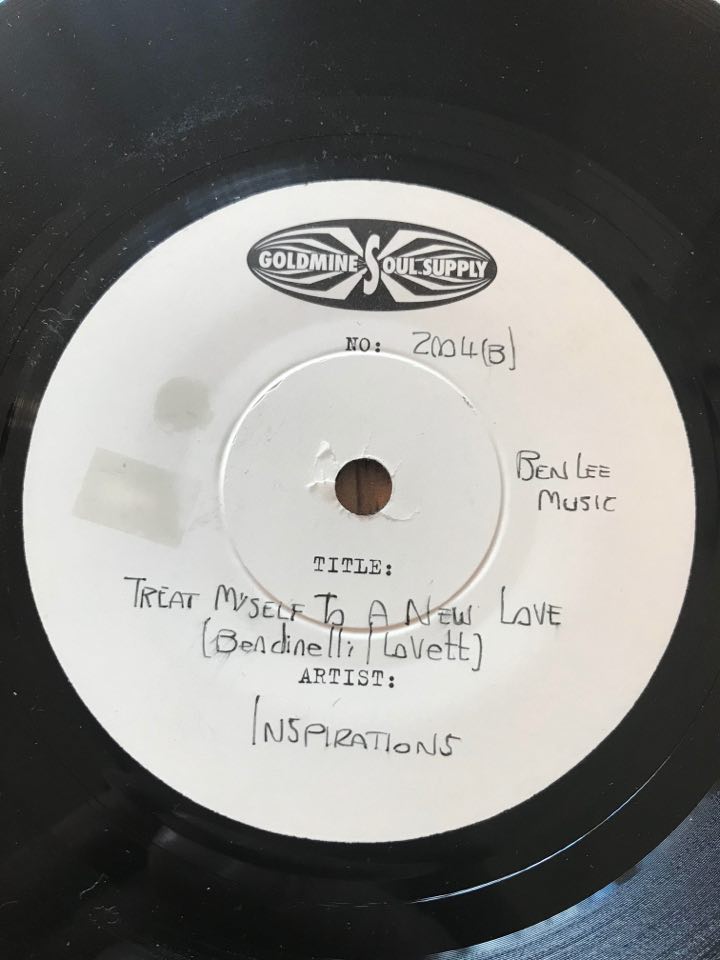 GOLDMINE SOUL.SUPPLY
NO: 2004(B)
BEN LEE
MUSIC
TITLE:
TREAT MYSELF TO A NEW LOVE
(Bendinelli / Lovett)
ARTIST:
INSPIRATIONS